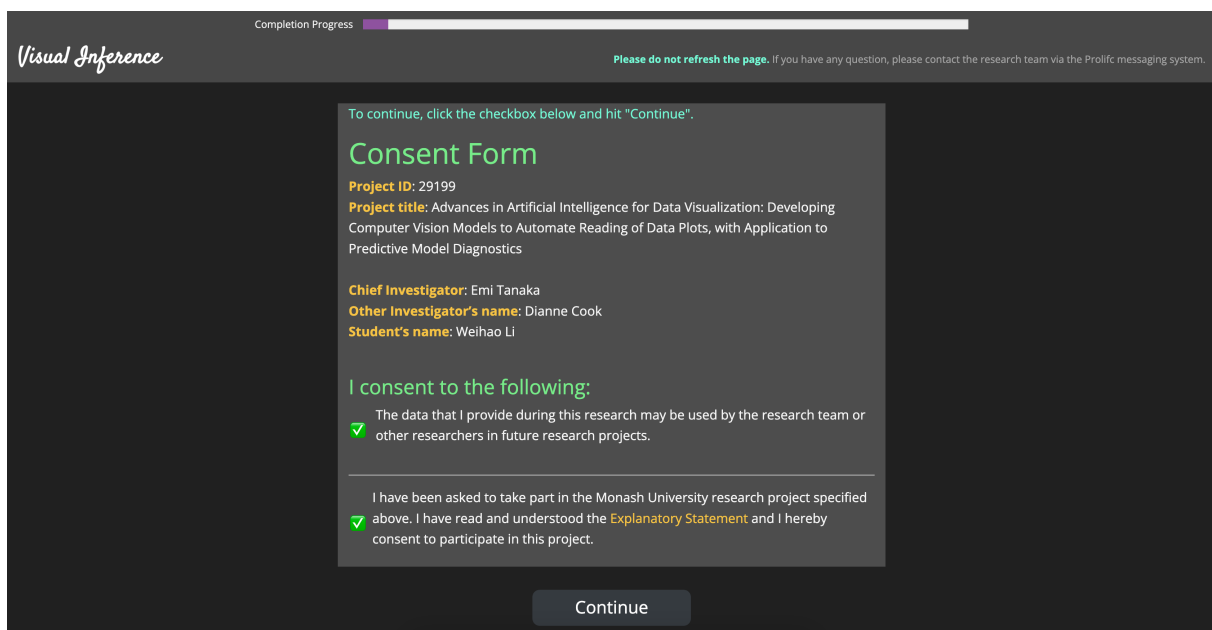 Completion Progress
Visual Inference
Please do not refresh the page. If you have any question, please contact the research team via the Prolifc messaging system.
To continue, click the checkbox below and hit "Continue".
Consent Form
Project ID: 29199
Project title: Advances in Artificial Intelligence for Data Visualization: Developing
Computer Vision Models to Automate Reading of Data Plots, with Application to
Predictive Model Diagnostics
Chief Investigator: Emi Tanaka
Other Investigator’s name: Dianne Cook
Student’s name: Weihao Li
I consent to the following:
The data that I provide during this research may be used by the research team or
other researchers in future research projects.
I have been asked to take part in the Monash University research project specified
above. I have read and understood the Explanatory Statement and I hereby
consent to participate in this project.
Continue